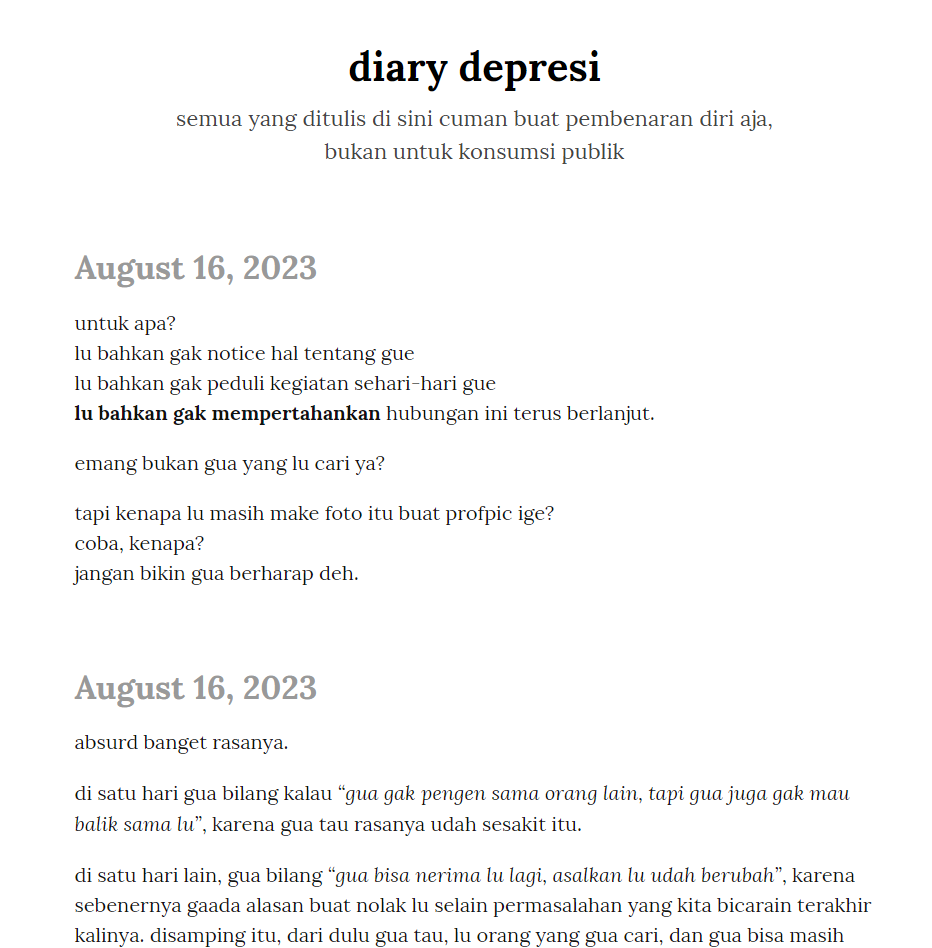 diary depresi
semua yang ditulis di sini cuman buat pembenaran diri aja,
bukan untuk konsumsi publik
August 16, 2023
untuk apa?
lu bahkan gak notice hal tentang gue
lu bahkan gak peduli kegiatan sehari-hari gue
lu bahkan gak mempertahankan hubungan ini terus berlanjut.
emang bukan gua yang lu cari ya?
tapi kenapa lu masih make foto itu buat profpic ige?
coba, kenapa?
jangan bikin gua berharap deh.
August 16, 2023
absurd banget rasanya.
di satu hari gua bilang kalau “gua gak pengen sama orang lain, tapi gua juga gak mau
balik sama lu”, karena gua tau rasanya udah sesakit itu.
di satu hari lain, gua bilang “gua bisa nerima lu lagi, asalkan lu udah berubah”, karena
sebenernya gaada alasan buat nolak lu selain permasalahan yang kita bicarain terakhir
kalinya. disamping itu, dari dulu gua tau, lu orang yang gua cari, dan gua bisa masih